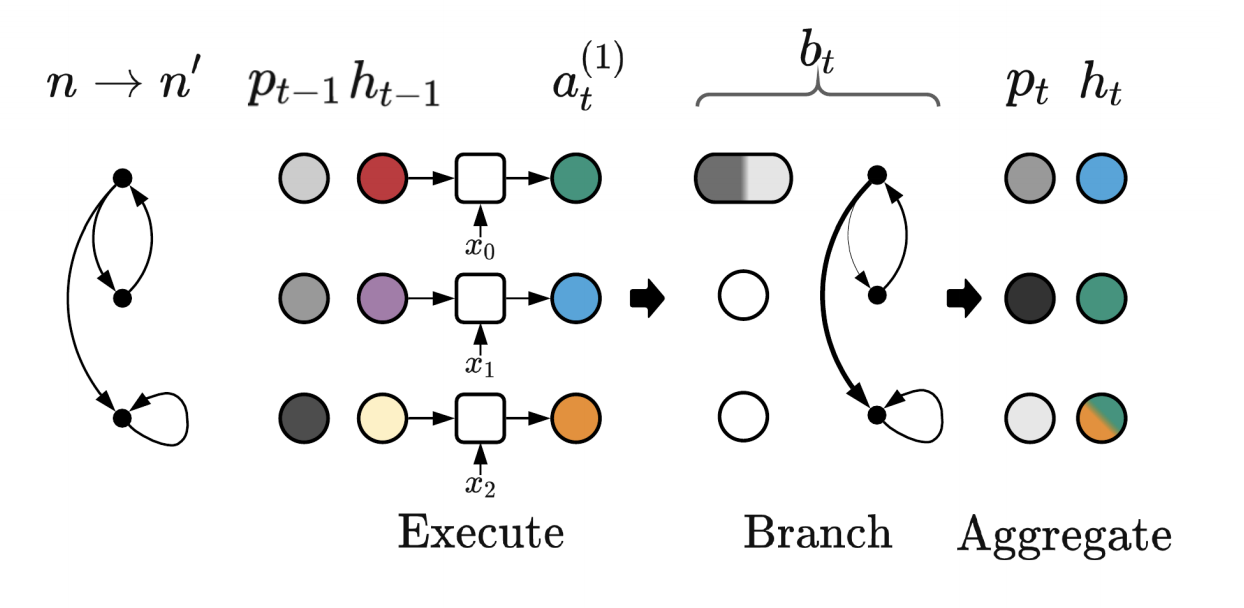 n → n′ p_{t−1} h_{t−1} a_t^{(1)} b_t p_t h_t
x_0
x_1
x_2
Execute Branch Aggregate